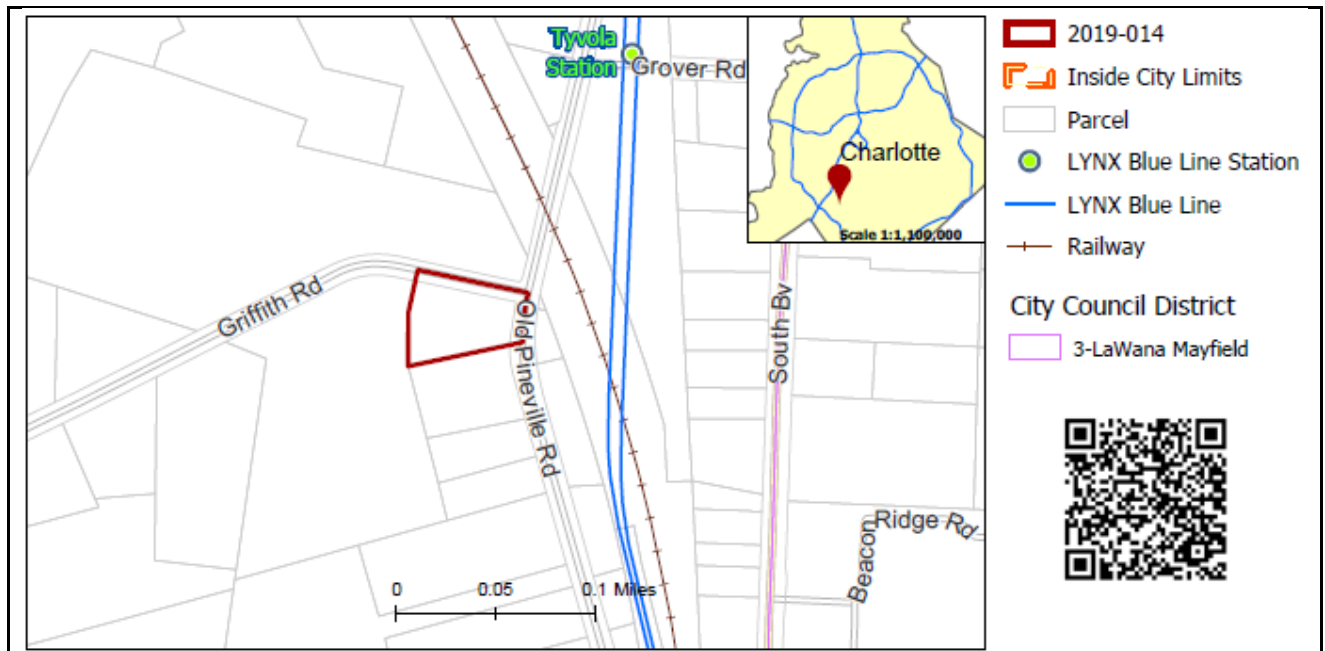 Tyvola
Station
Grover Rd
Charlotte
Scale 1:1,100,000
Griffith Rd
Old Pineville Rd
South Bv
Ridge Rd
Beacon
0 0.05 0.1 Miles
2019-014
Inside City Limits
Parcel
LYNX Blue Line Station
LYNX Blue Line
Railway
City Council District
3-LaWana Mayfield